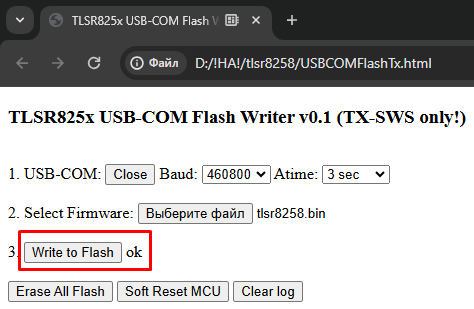 TLSR825x USB-COM Flash W
Файл D:/!HA!/tlsr8258/USBCOMFlashTx.html
TLSR825x USB-COM Flash Writer v0.1 (TX-SWS only!)
1. USB-COM: Close Baud: 460800 Atime: 3 sec
2. Select Firmware: Выберите файл tlsr8258.bin
3. Write to Flash ok
Erase All Flash Soft Reset MCU Clear log